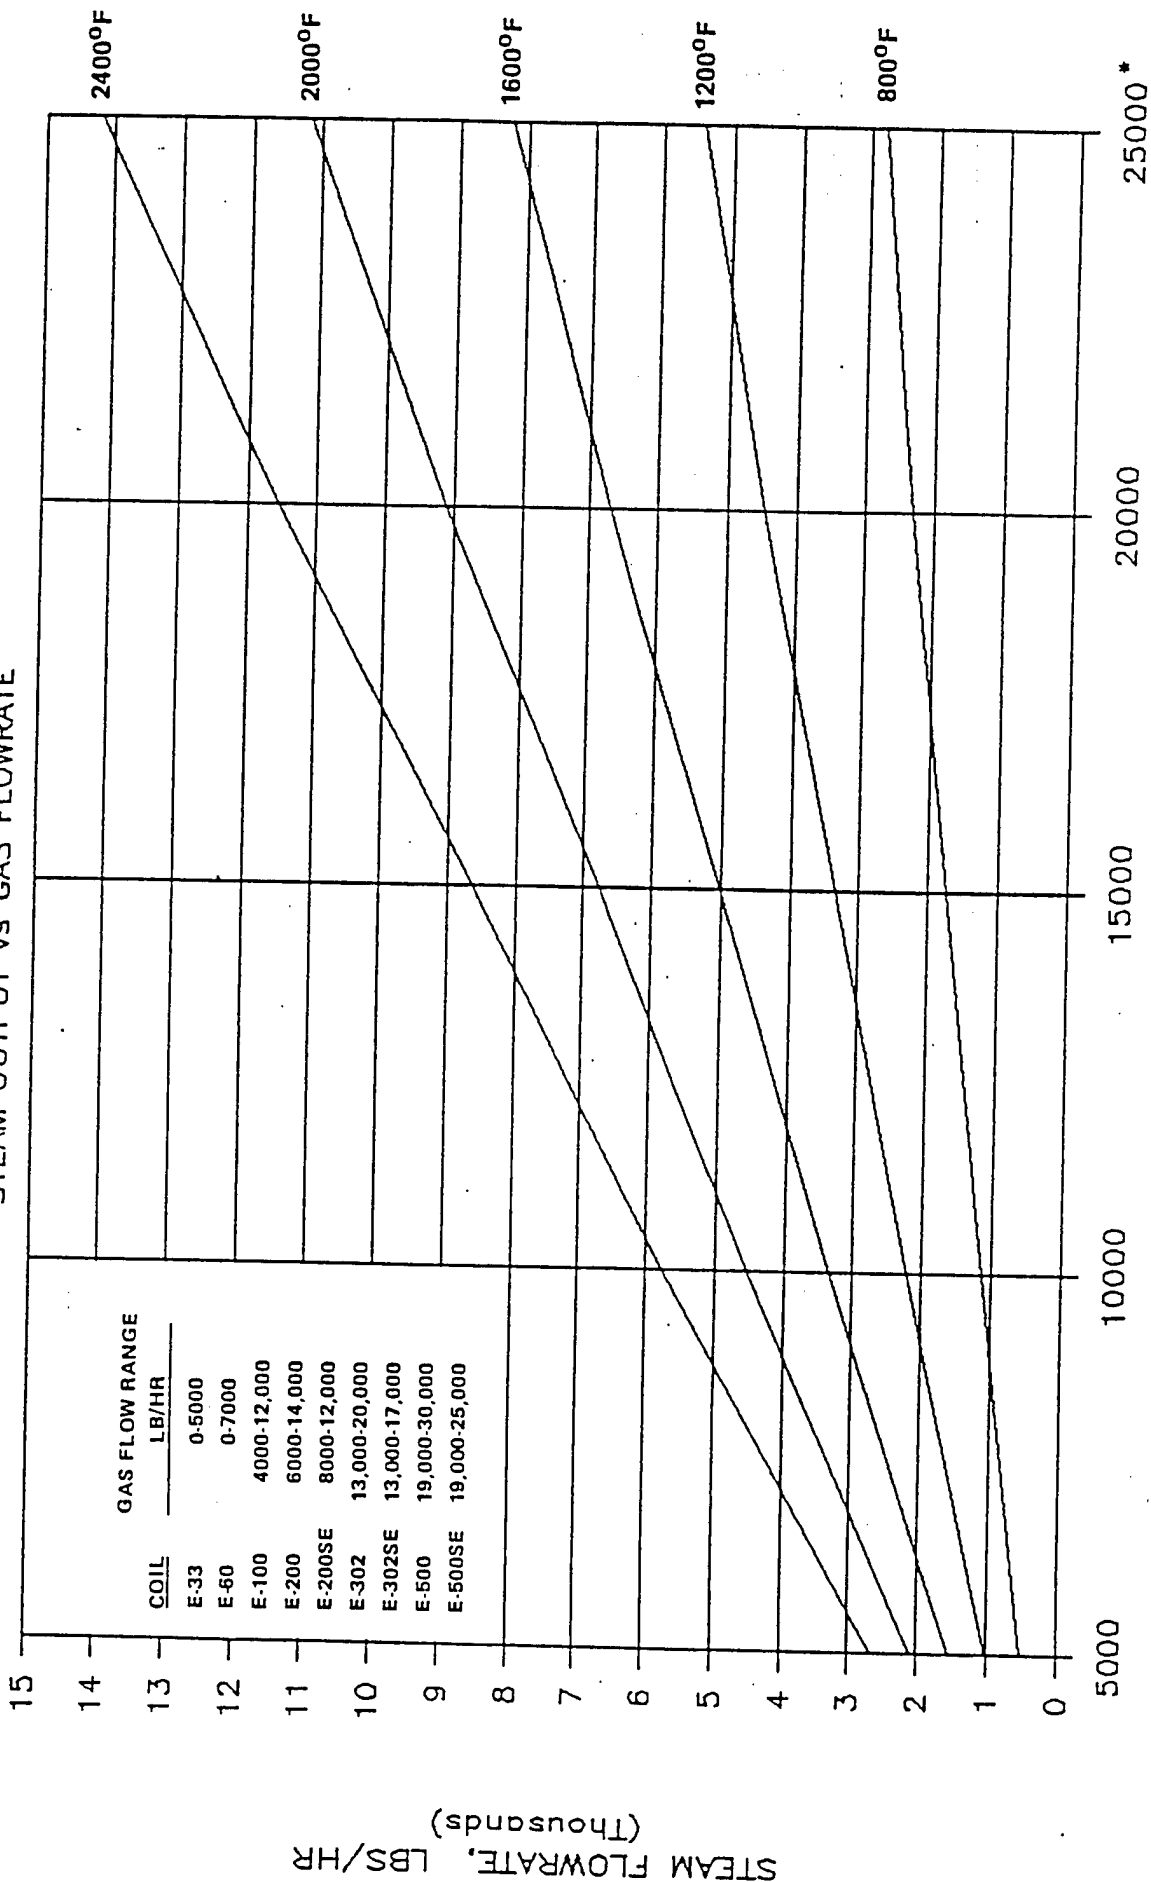 STEAM OUTPUT vs GAS FLOWRATE
COIL GAS FLOW RANGE LB/HR
E-33 0-5000
E-60 0-7000
E-100 4000-12,000
E-200 6000-14,000
E-200SE 8000-12,000
E-302 13,000-20,000
E-302SE 13,000-17,000
E-500 19,000-30,000
E-500SE 19,000-25,000
2400°F
2000°F
1600°F
1200°F
800°F
STEAM FLOWRATE, LBS/HR
(Thousands)
15
14
13
12
11
10
9
8
7
6
5
4
3
2
1
0
5000 10000 15000 20000 25000*